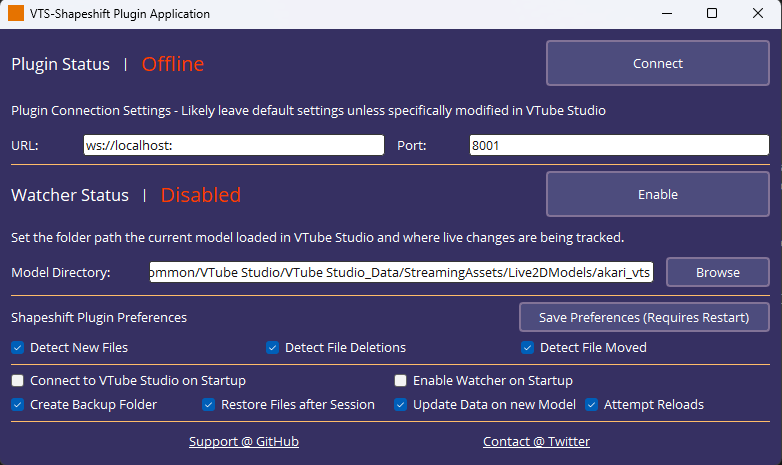 VTS-Shapeshift Plugin Application
Plugin Status | Offline
Connect
Plugin Connection Settings - Likely leave default settings unless specifically modified in VTube Studio
URL: ws://localhost: Port: 8001
Watcher Status | Disabled
Enable
Set the folder path the current model loaded in VTube Studio and where live changes are being tracked.
Model Directory: ommon/VTube Studio/VTube Studio_Data/StreamingAssets/Live2DModels/akari_vts Browse
Shapeshift Plugin Preferences Save Preferences (Requires Restart)
Detect New Files Detect File Deletions Detect File Moved
Connect to VTube Studio on Startup Enable Watcher on Startup
Create Backup Folder Restore Files after Session Update Data on new Model Attempt Reloads
Support @ GitHub Contact @ Twitter